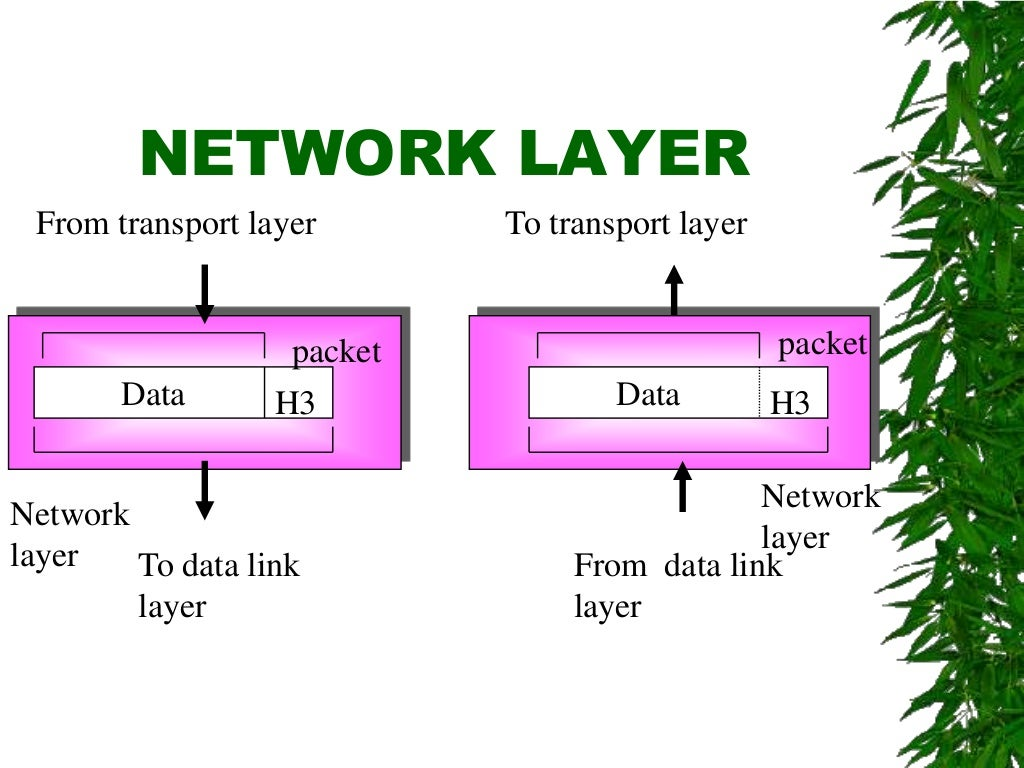 NETWORK LAYER
From transport layer
To transport layer
packet
Data
H3
packet
Data
H3
Network
layer
To data link
layer
Network
layer
From  data link
layer